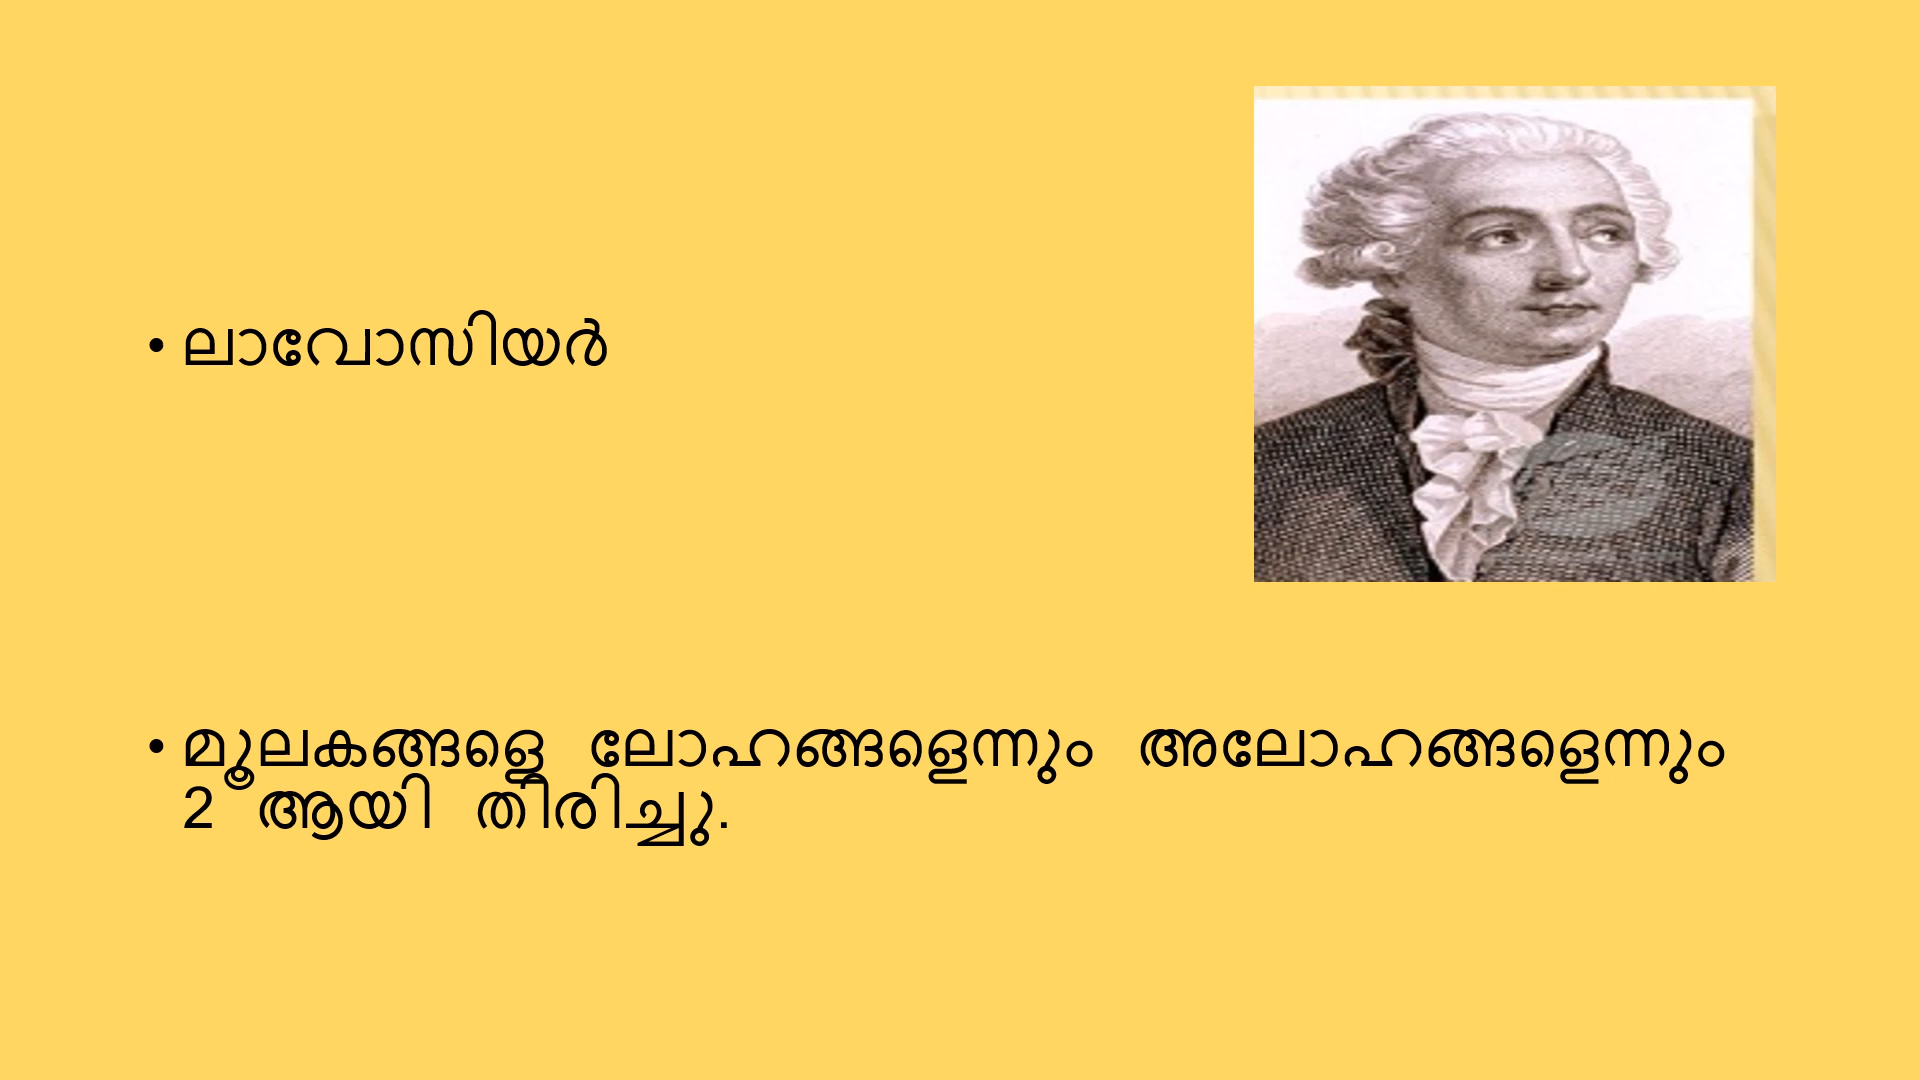 • ലാവോസിയർ
• മൂലകങ്ങളെ ലോഹങ്ങളെന്നും അലോഹങ്ങളെന്നും
2 ആയി തിരിച്ചു.